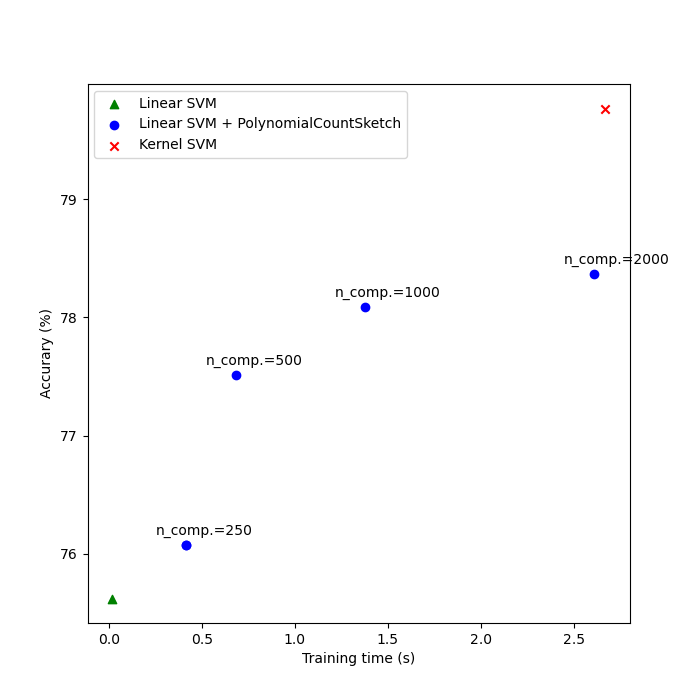 Linear SVM
Linear SVM + PolynomialCountSketch
Kernel SVM
79
78
77
76
Accurary (%)
n_comp.=2000
n_comp.=1000
n_comp.=500
n_comp.=250
0.0 0.5 1.0 1.5 2.0 2.5
Training time (s)